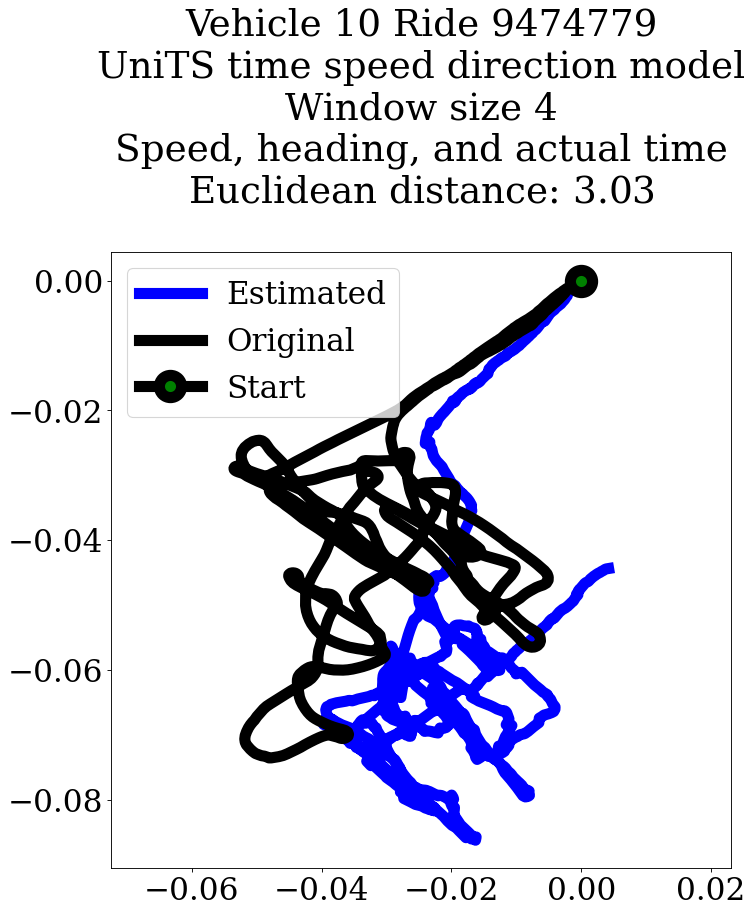 Vehicle 10 Ride 9474779
UniTS time speed direction model
Window size 4
Speed, heading, and actual time
Euclidean distance: 3.03
Estimated
Original
Start
0.00
−0.02
−0.04
−0.06
−0.08
−0.06 −0.04 −0.02 0.00 0.02